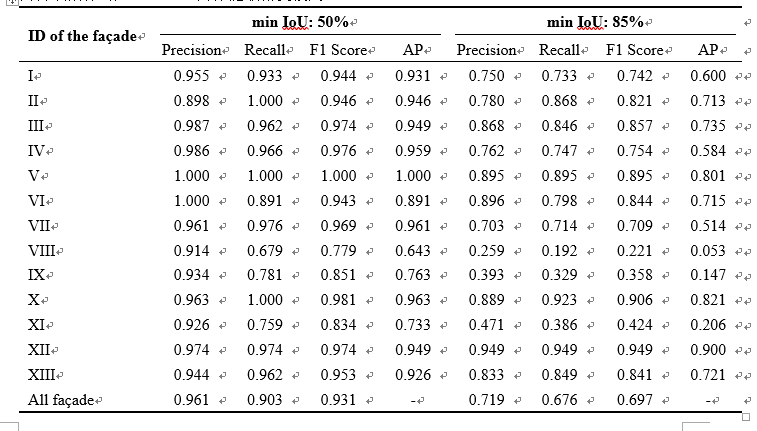 min IoU: 50% min IoU: 85%
ID of the façade
Precision Recall F1 Score AP Precision Recall F1 Score AP
I 0.955 0.933 0.944 0.931 0.750 0.733 0.742 0.600
II 0.898 1.000 0.946 0.946 0.780 0.868 0.821 0.713
III 0.987 0.962 0.974 0.949 0.868 0.846 0.857 0.735
IV 0.986 0.966 0.976 0.959 0.762 0.747 0.754 0.584
V 1.000 1.000 1.000 1.000 0.895 0.895 0.895 0.801
VI 1.000 0.891 0.943 0.891 0.896 0.798 0.844 0.715
VII 0.961 0.976 0.969 0.961 0.703 0.714 0.709 0.514
VIII 0.914 0.679 0.779 0.643 0.259 0.192 0.221 0.053
IX 0.934 0.781 0.851 0.763 0.393 0.329 0.358 0.147
X 0.963 1.000 0.981 0.963 0.889 0.923 0.906 0.821
XI 0.926 0.759 0.834 0.733 0.471 0.386 0.424 0.206
XII 0.974 0.974 0.974 0.949 0.949 0.949 0.949 0.900
XIII 0.944 0.962 0.953 0.926 0.833 0.849 0.841 0.721
All façade 0.961 0.903 0.931 - 0.719 0.676 0.697 -